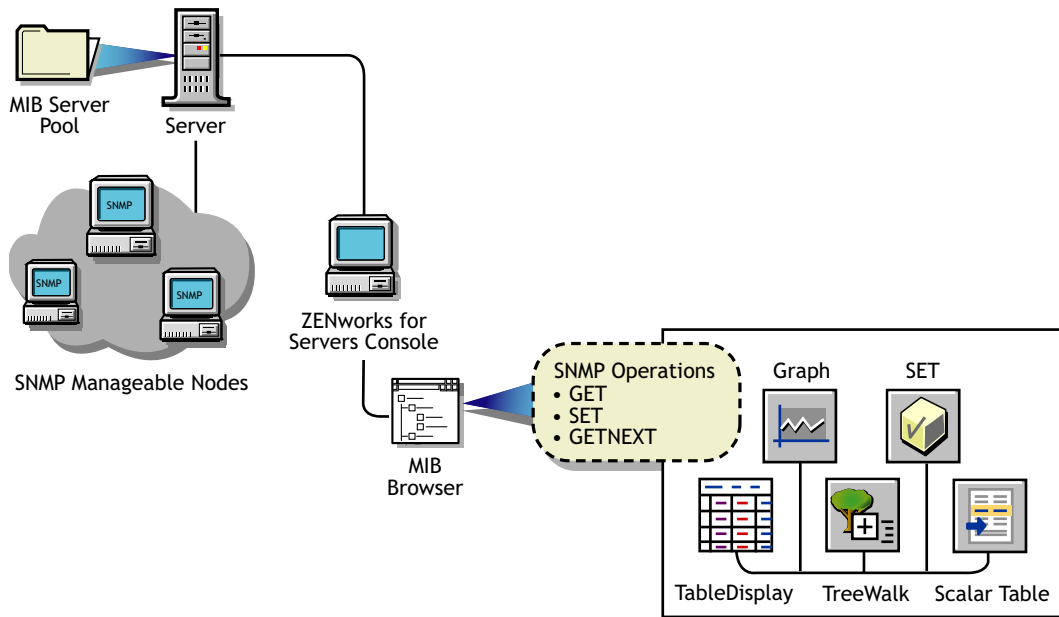 MIB Server
Pool
Server
SNMP
SNMP
SNMP
SNMP Manageable Nodes
ZENworks for
Servers Console
MIB
Browser
SNMP Operations
• GET
• SET
• GETNEXT
Graph
SET
TableDisplay
TreeWalk
Scalar Table